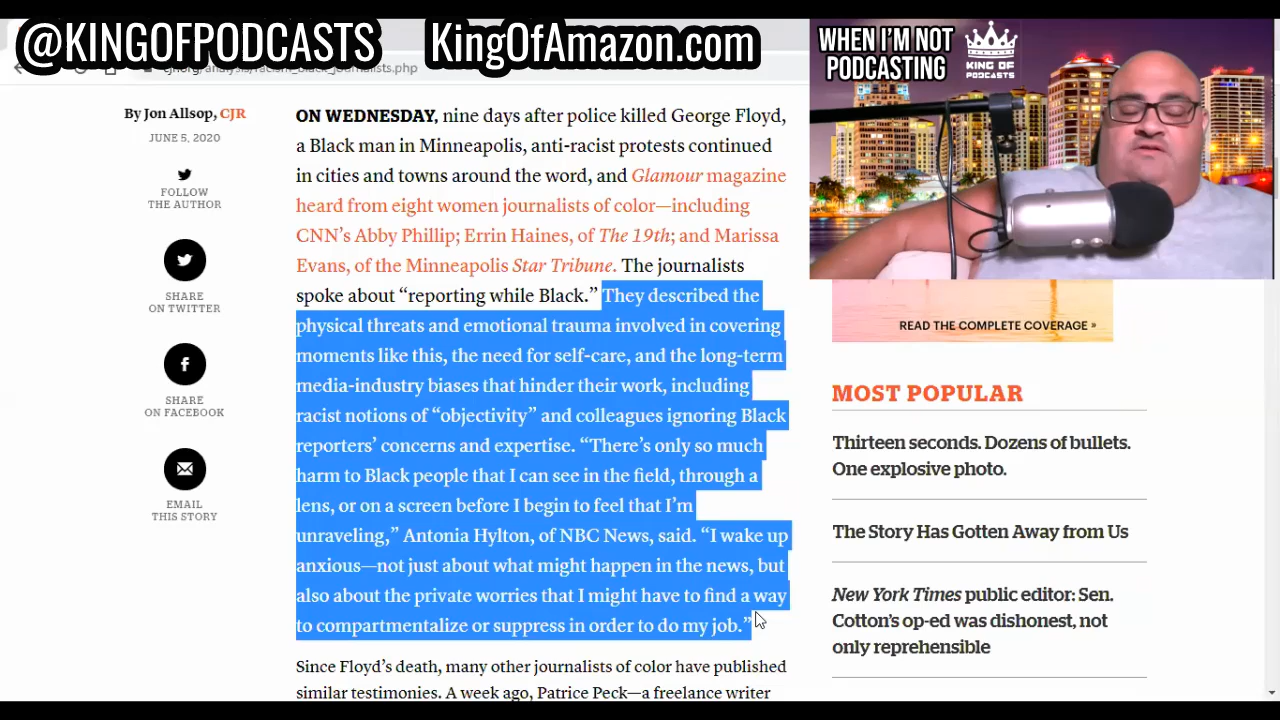 @KINGOFPODCASTS KingOfAmazon.com
WHEN I'M NOT
PODCASTING
KING OF
PODCASTS
By Jon Allsop, CJR
JUNE 5, 2020
FOLLOW
THE AUTHOR
SHARE
ON TWITTER
SHARE
ON FACEBOOK
EMAIL
THIS STORY
ON WEDNESDAY, nine days after police killed George Floyd,
a Black man in Minneapolis, anti-racist protests continued
in cities and towns around the word, and Glamour magazine
heard from eight women journalists of color—including
CNN's Abby Phillip; Errin Haines, of The 19th; and Marissa
Evans, of the Minneapolis Star Tribune. The journalists
spoke about “reporting while Black.” They described the
physical threats and emotional trauma involved in covering
moments like this, the need for self-care, and the long-term
media-industry biases that hinder their work, including
racist notions of “objectivity” and colleagues ignoring Black
reporters’ concerns and expertise. “There’s only so much
harm to Black people that I can see in the field, through a
lens, or on a screen before I begin to feel that I’m
unraveling,” Antonia Hylton, of NBC News, said. “I wake up
anxious—not just about what might happen in the news, but
also about the private worries that I might have to find a way
to compartmentalize or suppress in order to do my job.”
Since Floyd’s death, many other journalists of color have published
similar testimonies. A week ago, Patrice Peck—a freelance writer
READ THE COMPLETE COVERAGE »
MOST POPULAR
Thirteen seconds. Dozens of bullets.
One explosive photo.
The Story Has Gotten Away from Us
New York Times public editor: Sen.
Cotton’s op-ed was dishonest, not
only reprehensible